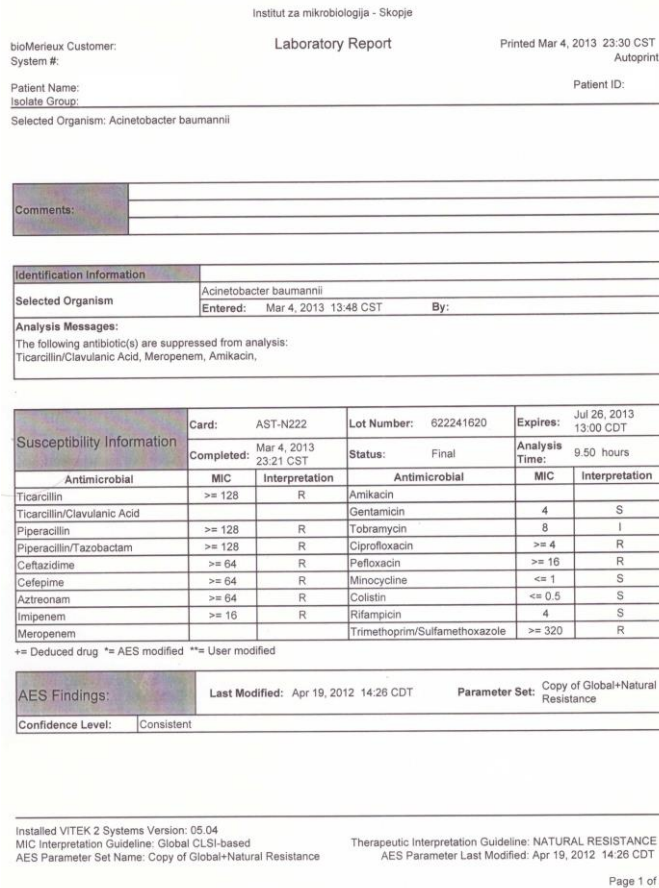 Institut za mikrobiologija - Skopje
bioMerieux Customer:
Laboratory Report
Printed Mar 4, 2013 23:30 CST
System #:
Autoprint
Patient Name:
Patient ID:
Isolate Group:
Selected Organism: Acinetobacter baumannii
Comments:
Identification Information
Selected Organism
Acinetobacter baumannii
Entered: Mar 4, 2013 13:48 CST By:
Analysis Messages:
The following antibiotic(s) are suppressed from analysis:
Ticarcillin/Clavulanic Acid, Meropenem, Amikacin,
Susceptibility Information
Card: AST-N222 Lot Number: 622241620 Expires: Jul 26, 2013 13:00 CDT
Completed: Mar 4, 2013 23:21 CST Status: Final Analysis Time: 9.50 hours
Antimicrobial MIC Interpretation Antimicrobial MIC Interpretation
Ticarcillin >= 128 R Amikacin
Ticarcillin/Clavulanic Acid Gentamicin 4 S
Piperacillin >= 128 R Tobramycin 8 I
Piperacillin/Tazobactam >= 128 R Ciprofloxacin >= 4 R
Ceftazidime >= 64 R Pefloxacin >= 16 R
Cefepime >= 64 R Minocycline <= 1 S
Aztreonam >= 64 R Colistin <= 0.5 S
Imipenem >= 16 R Rifampicin 4 S
Meropenem Trimethoprim/Sulfamethoxazole >= 320 R
+= Deduced drug *= AES modified **= User modified
AES Findings:
Last Modified: Apr 19, 2012 14:26 CDT Parameter Set: Copy of Global+Natural Resistance
Confidence Level: Consistent
Installed VITEK 2 Systems Version: 05.04
MIC Interpretation Guideline: Global CLSI-based Therapeutic Interpretation Guideline: NATURAL RESISTANCE
AES Parameter Set Name: Copy of Global+Natural Resistance AES Parameter Last Modified: Apr 19, 2012 14:26 CDT
Page 1 of